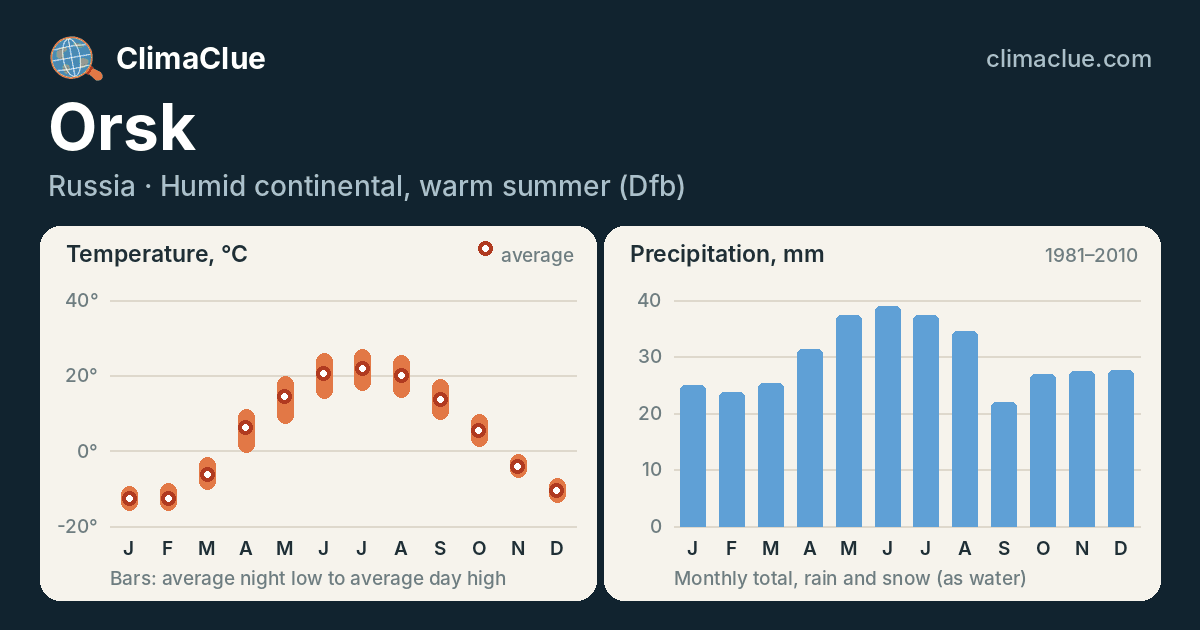 ClimaClue
climaclue.com
Orsk
Russia · Humid continental, warm summer (Dfb)
Temperature, °C
average
40°
20°
0°
-20°
J F M A M J J A S O N D
Bars: average night low to average day high
Precipitation, mm
1981–2010
40
30
20
10
0
J F M A M J J A S O N D
Monthly total, rain and snow (as water)